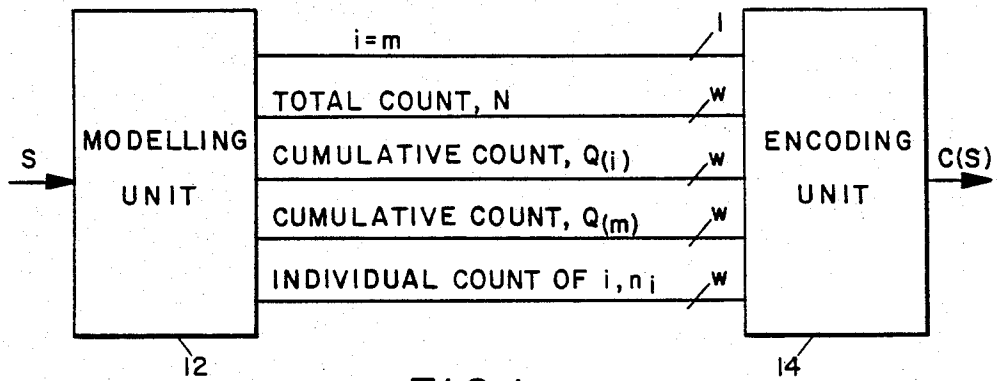 i=m
1
TOTAL COUNT, N
W
MODELLING
UNIT
S
CUMULATIVE COUNT, Q(i)
W
ENCODING
UNIT
C(S)
CUMULATIVE COUNT, Q(m)
W
INDIVIDUAL COUNT OF i, ni
W
12
14